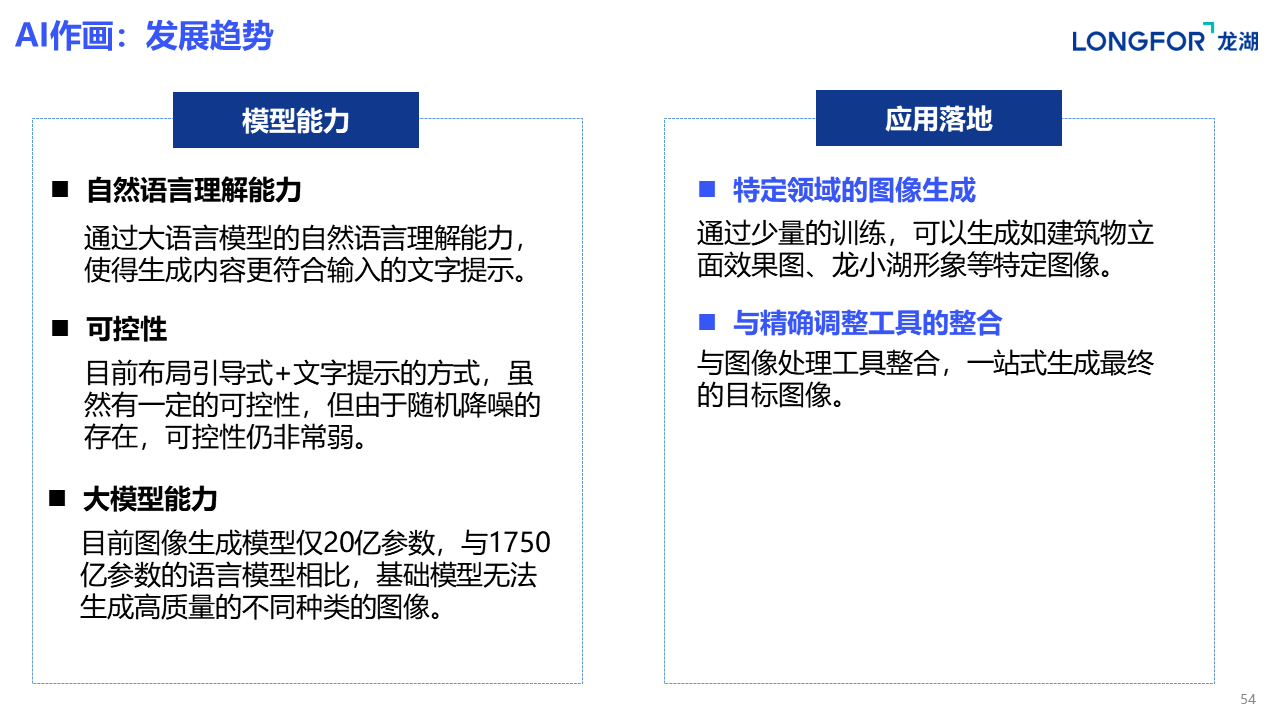 AI作画：发展趋势
LONGFOR 龙湖
模型能力
■ 自然语言理解能力
通过大语言模型的自然语言理解能力，
使得生成内容更符合输入的文字提示。
■ 可控性
目前布局引导式+文字提示的方式，虽
然有一定的可控性，但由于随机降噪的
存在，可控性仍非常弱。
■ 大模型能力
目前图像生成模型仅20亿参数，与1750
亿参数的语言模型相比，基础模型无法
生成高质量的不同种类的图像。
应用落地
■ 特定领域的图像生成
通过少量的训练，可以生成如建筑物立
面效果图、龙小湖形象等特定图像。
■ 与精确调整工具的整合
与图像处理工具整合，一站式生成最终
的目标图像。
54